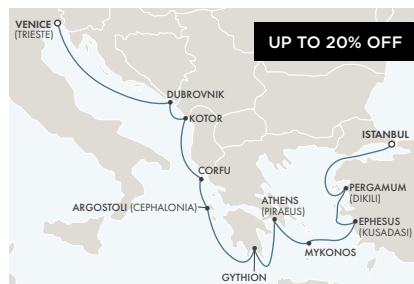 VENICE
(TRIESTE)
UP TO 20% OFF
DUBROVNIK
KOTOR
ISTANBUL
CORFU
PERGAMUM
(DIKILI)
ARGOSTOLI (CEPHALONIA)
ATHENS
(PIRAEUS)
EPHESUS
(KUSADASI)
MYKONOS
GYTHION